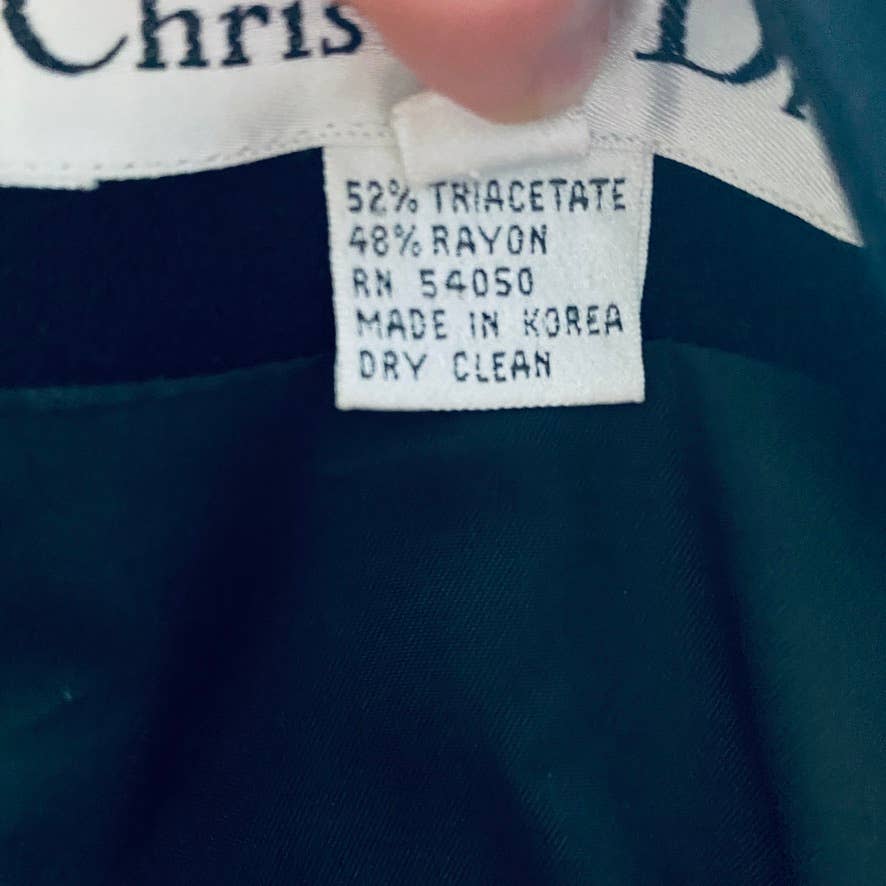 Chris D
52% TRIACETATE
48% RAYON
RN 54050
MADE IN KOREA
DRY CLEAN